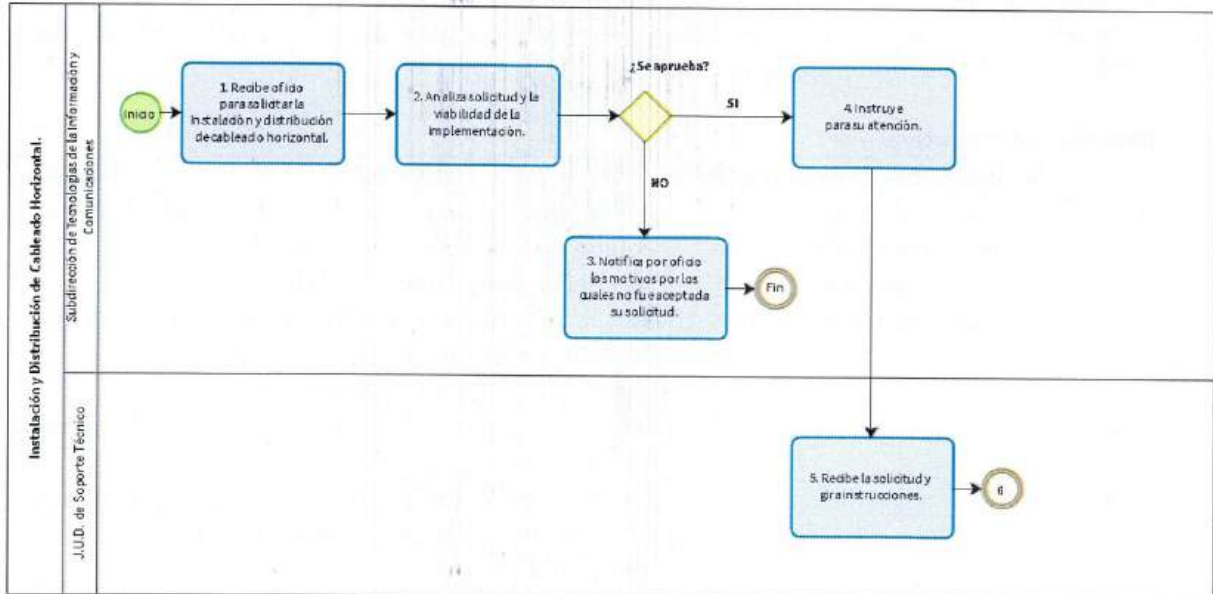 Instalación y Distribución de Cableado Horizontal.
Subdirección de Tecnologías de la Información y
Comunicaciones
Inicio
1. Recibe oficio
para solicitar la
Instalación y distribución
de cableado horizontal.
2. Analiza solicitud y la
viabilidad de la
implementación.
¿Se aprueba?
SI
4. Instruye
para su atención.
NO
3. Notifica por oficio
los motivos por los
cuales no fue aceptada
su solicitud.
Fin
J.U.D. de Soporte Técnico
5. Recibe la solicitud y
gira instrucciones.
6